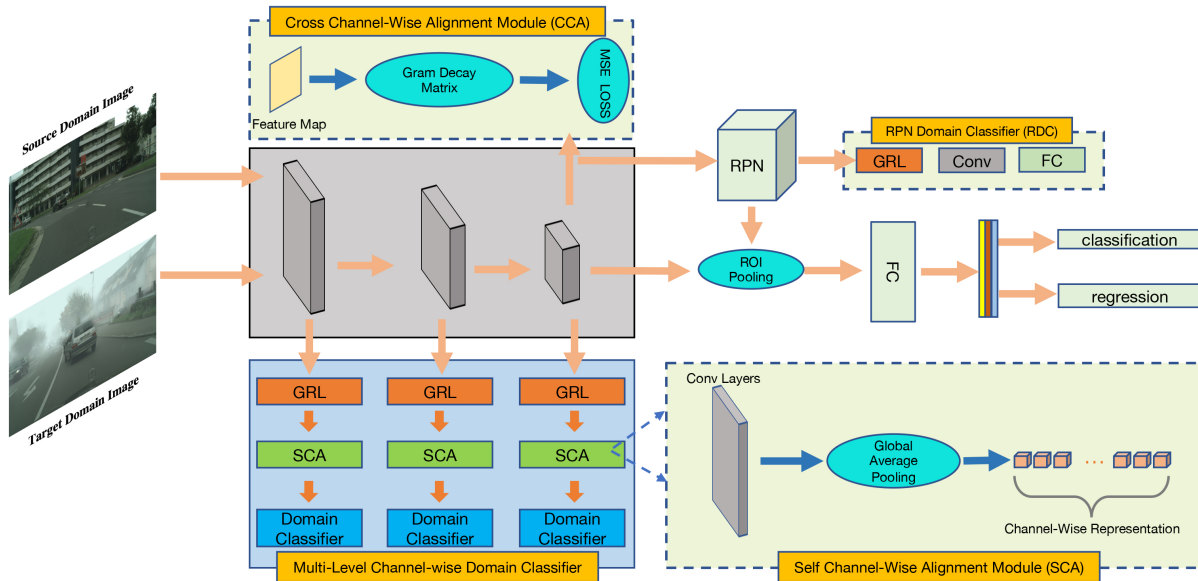 Cross Channel-Wise Alignment Module (CCA)
Gram Decay
Matrix
MSE LOSS
Feature Map
Source Domain Image
Target Domain Image
RPN
RPN Domain Classifier (RDC)
GRL
Conv
FC
ROI
Pooling
FC
classification
regression
GRL
GRL
GRL
SCA
SCA
SCA
Domain
Classifier
Domain
Classifier
Domain
Classifier
Multi-Level Channel-wise Domain Classifier
Conv Layers
Global
Average
Pooling
...
Channel-Wise Representation
Self Channel-Wise Alignment Module (SCA)